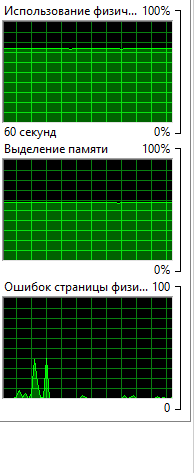 Использование физич... 100%
60 секунд 0%
Выделение памяти 100%
0%
Ошибок страницы физи... 100
0